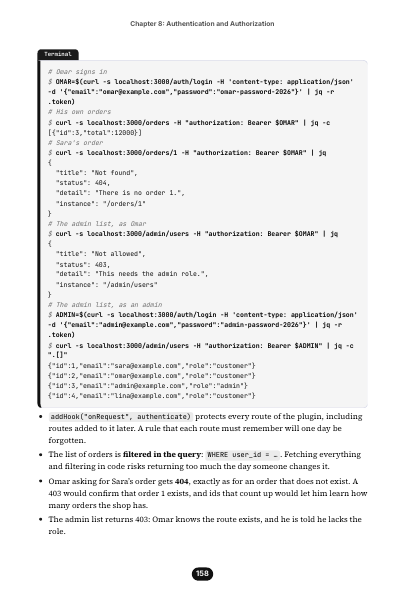 Chapter 8: Authentication and Authorization
Terminal
# Omar signs in
$ OMAR=$(curl -s localhost:3000/auth/login -H 'content-type: application/json'
-d '{"email":"omar@example.com","password":"omar-password-2026"}' | jq -r
.token)
# His own orders
$ curl -s localhost:3000/orders -H "authorization: Bearer $OMAR" | jq -c
[{"id":3,"total":12000}]
# Sara's order
$ curl -s localhost:3000/orders/1 -H "authorization: Bearer $OMAR" | jq
{
  "title": "Not found",
  "status": 404,
  "detail": "There is no order 1.",
  "instance": "/orders/1"
}
# The admin list, as Omar
$ curl -s localhost:3000/admin/users -H "authorization: Bearer $OMAR" | jq
{
  "title": "Not allowed",
  "status": 403,
  "detail": "This needs the admin role.",
  "instance": "/admin/users"
}
# The admin list, as an admin
$ ADMIN=$(curl -s localhost:3000/auth/login -H 'content-type: application/json'
-d '{"email":"admin@example.com","password":"admin-password-2026"}' | jq -r
.token)
$ curl -s localhost:3000/admin/users -H "authorization: Bearer $ADMIN" | jq -c
".[]"
{"id":1,"email":"sara@example.com","role":"customer"}
{"id":2,"email":"omar@example.com","role":"customer"}
{"id":3,"email":"admin@example.com","role":"admin"}
{"id":4,"email":"lina@example.com","role":"customer"}
• addHook("onRequest", authenticate) protects every route of the plugin, including
routes added to it later. A rule that each route must remember will one day be
forgotten.
• The list of orders is filtered in the query: WHERE user_id = … . Fetching everything
and filtering in code risks returning too much the day someone changes it.
• Omar asking for Sara's order gets 404, exactly as for an order that does not exist. A
403 would confirm that order 1 exists, and ids that count up would let him learn how
many orders the shop has.
• The admin list returns 403: Omar knows the route exists, and he is told he lacks the
role.
158